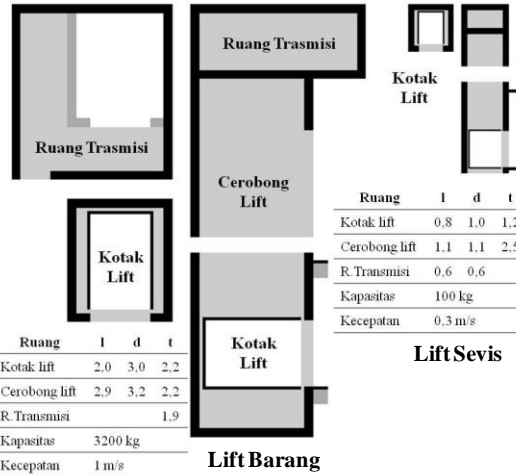 Ruang Trasmisi
Ruang Trasmisi
Kotak
Lift
Cerobong
Lift
Kotak
Lift
Kotak
Lift
Ruang l d t
Kotak lift 0,8 1,0 1,2
Cerobong lift 1,1 1,1 2,5
R.Transmisi 0,6 0,6
Kapasitas 100 kg
Kecepatan 0,3 m/s
Lift Sevis
Ruang l d t
Kotak lift 2,0 3,0 2,2
Cerobong lift 2,9 3,2 2,2
R.Transmisi 1,9
Kapasitas 3200 kg
Kecepatan 1 m/s
Lift Barang